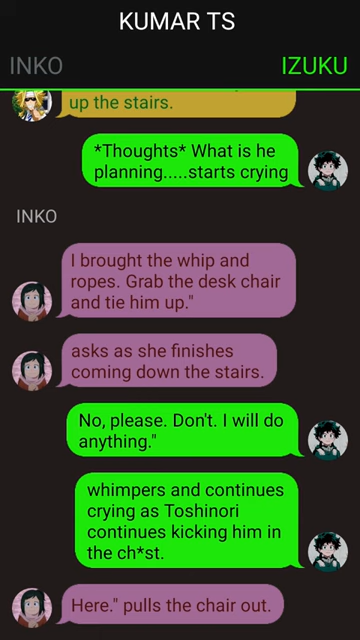 KUMAR TS
INKO
IZUKU
up the stairs.
*Thoughts* What is he
planning.....starts crying
INKO
I brought the whip and
ropes. Grab the desk chair
and tie him up."
asks as she finishes
coming down the stairs.
No, please. Don't. I will do
anything."
whimpers and continues
crying as Toshinori
continues kicking him in
the ch*st.
Here." pulls the chair out.